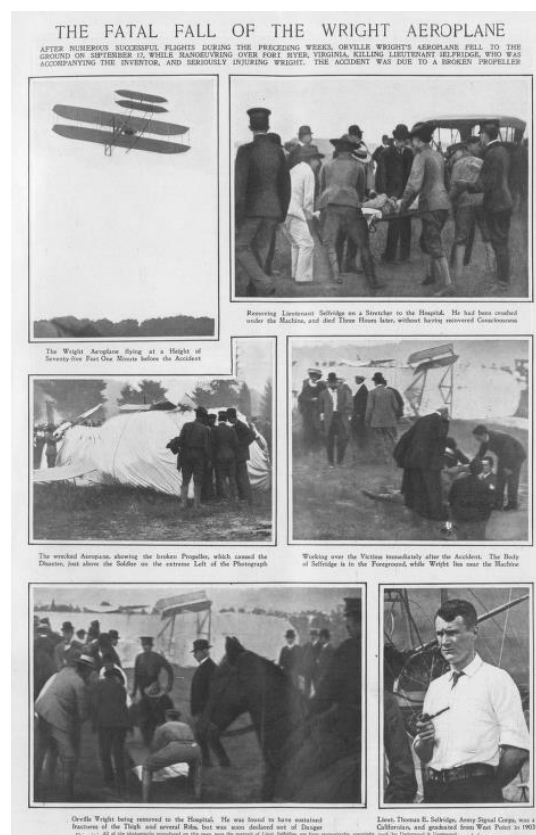 THE FATAL FALL OF THE WRIGHT AEROPLANE
AFTER NUMEROUS SUCCESSFUL FLIGHTS DURING THE PRECEDING WEEKS, ORVILLE WRIGHT'S AEROPLANE FELL TO THE
GROUND ON SEPTEMBER 17, WHILE MANOEUVRING OVER FORT MYER, VIRGINIA, KILLING LIEUTENANT SELFRIDGE, WHO WAS
ACCOMPANYING THE INVENTOR, AND SERIOUSLY INJURING WRIGHT. THE ACCIDENT WAS DUE TO A BROKEN PROPELLER
Removing Lieutenant Selfridge on a Stretcher to the Hospital. He had been crushed
under the Machine, and died Three Hours later, without having recovered Consciousness
The Wright Aeroplane flying at a Height of
Seventy-five Feet One Minute before the Accident
The wrecked Aeroplane, showing the broken Propeller, which caused the
Disaster, just above the Soldier on the extreme Left of the Photograph
Working over the Victims immediately after the Accident. The Body
of Selfridge is in the Foreground, while Wright lies near the Machine
Orville Wright being removed to the Hospital. He was found to have sustained
fractures of the Thigh and several Ribs, but was soon declared out of Danger
Lieut. Thomas E. Selfridge, Army Signal Corps, was a
Californian, and graduated from West Point in 1903